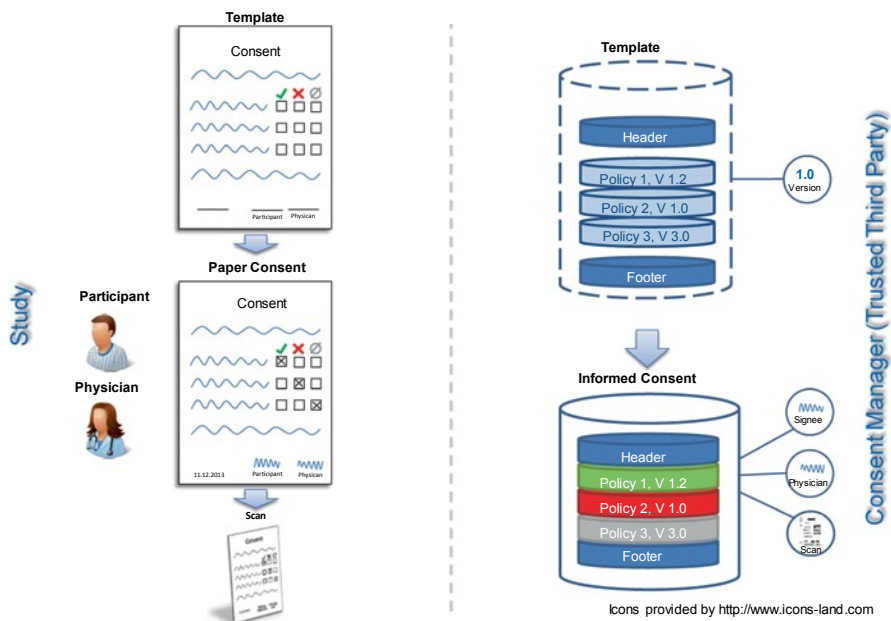 Template
Consent
Participant
Physican
Paper Consent
Study
Participant
Physician
Consent
11.12.2013
Participant
Physican
Scan
Consent
Template
Header
Policy 1, V 1.2
Policy 2, V 1.0
Policy 3, V 3.0
Footer
1.0
Version
Informed Consent
Header
Policy 1, V 1.2
Policy 2, V 1.0
Policy 3, V 3.0
Footer
Signee
Physician
Scan
Consent Manager (Trusted Third Party)
Icons provided by http://www.icons-land.com